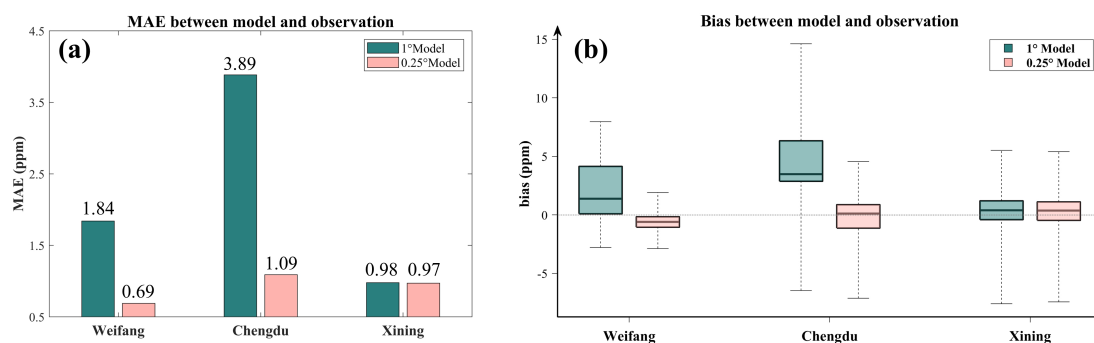 MAE between model and observation
(a)
1°Model
0.25°Model
4.5
3.5
2.5
1.5
0.5
MAE (ppm)
1.84
0.69
3.89
1.09
0.98
0.97
Weifang
Chengdu
Xining
Bias between model and observation
(b)
1° Model
0.25° Model
15
10
5
0
-5
bias (ppm)
Weifang
Chengdu
Xining